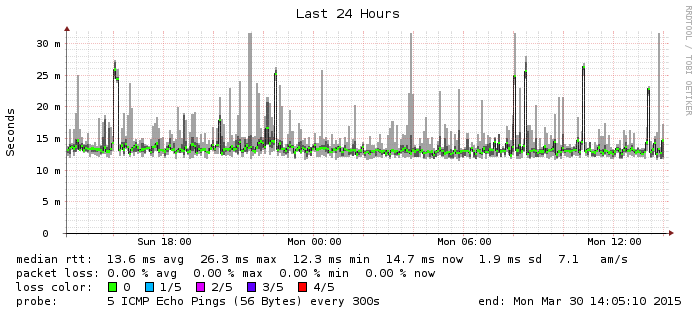 Last 24 Hours
RRDTOOL / TOBI OETIKER
Seconds
30 m
25 m
20 m
15 m
10 m
5 m
0
Sun 18:00 Mon 00:00 Mon 06:00 Mon 12:00
median rtt: 13.6 ms avg 26.3 ms max 12.3 ms min 14.7 ms now 1.9 ms sd 7.1 am/s
packet loss: 0.00 % avg 0.00 % max 0.00 % min 0.00 % now
loss color: 0 1/5 2/5 3/5 4/5
probe: 5 ICMP Echo Pings (56 Bytes) every 300s end: Mon Mar 30 14:05:10 2015